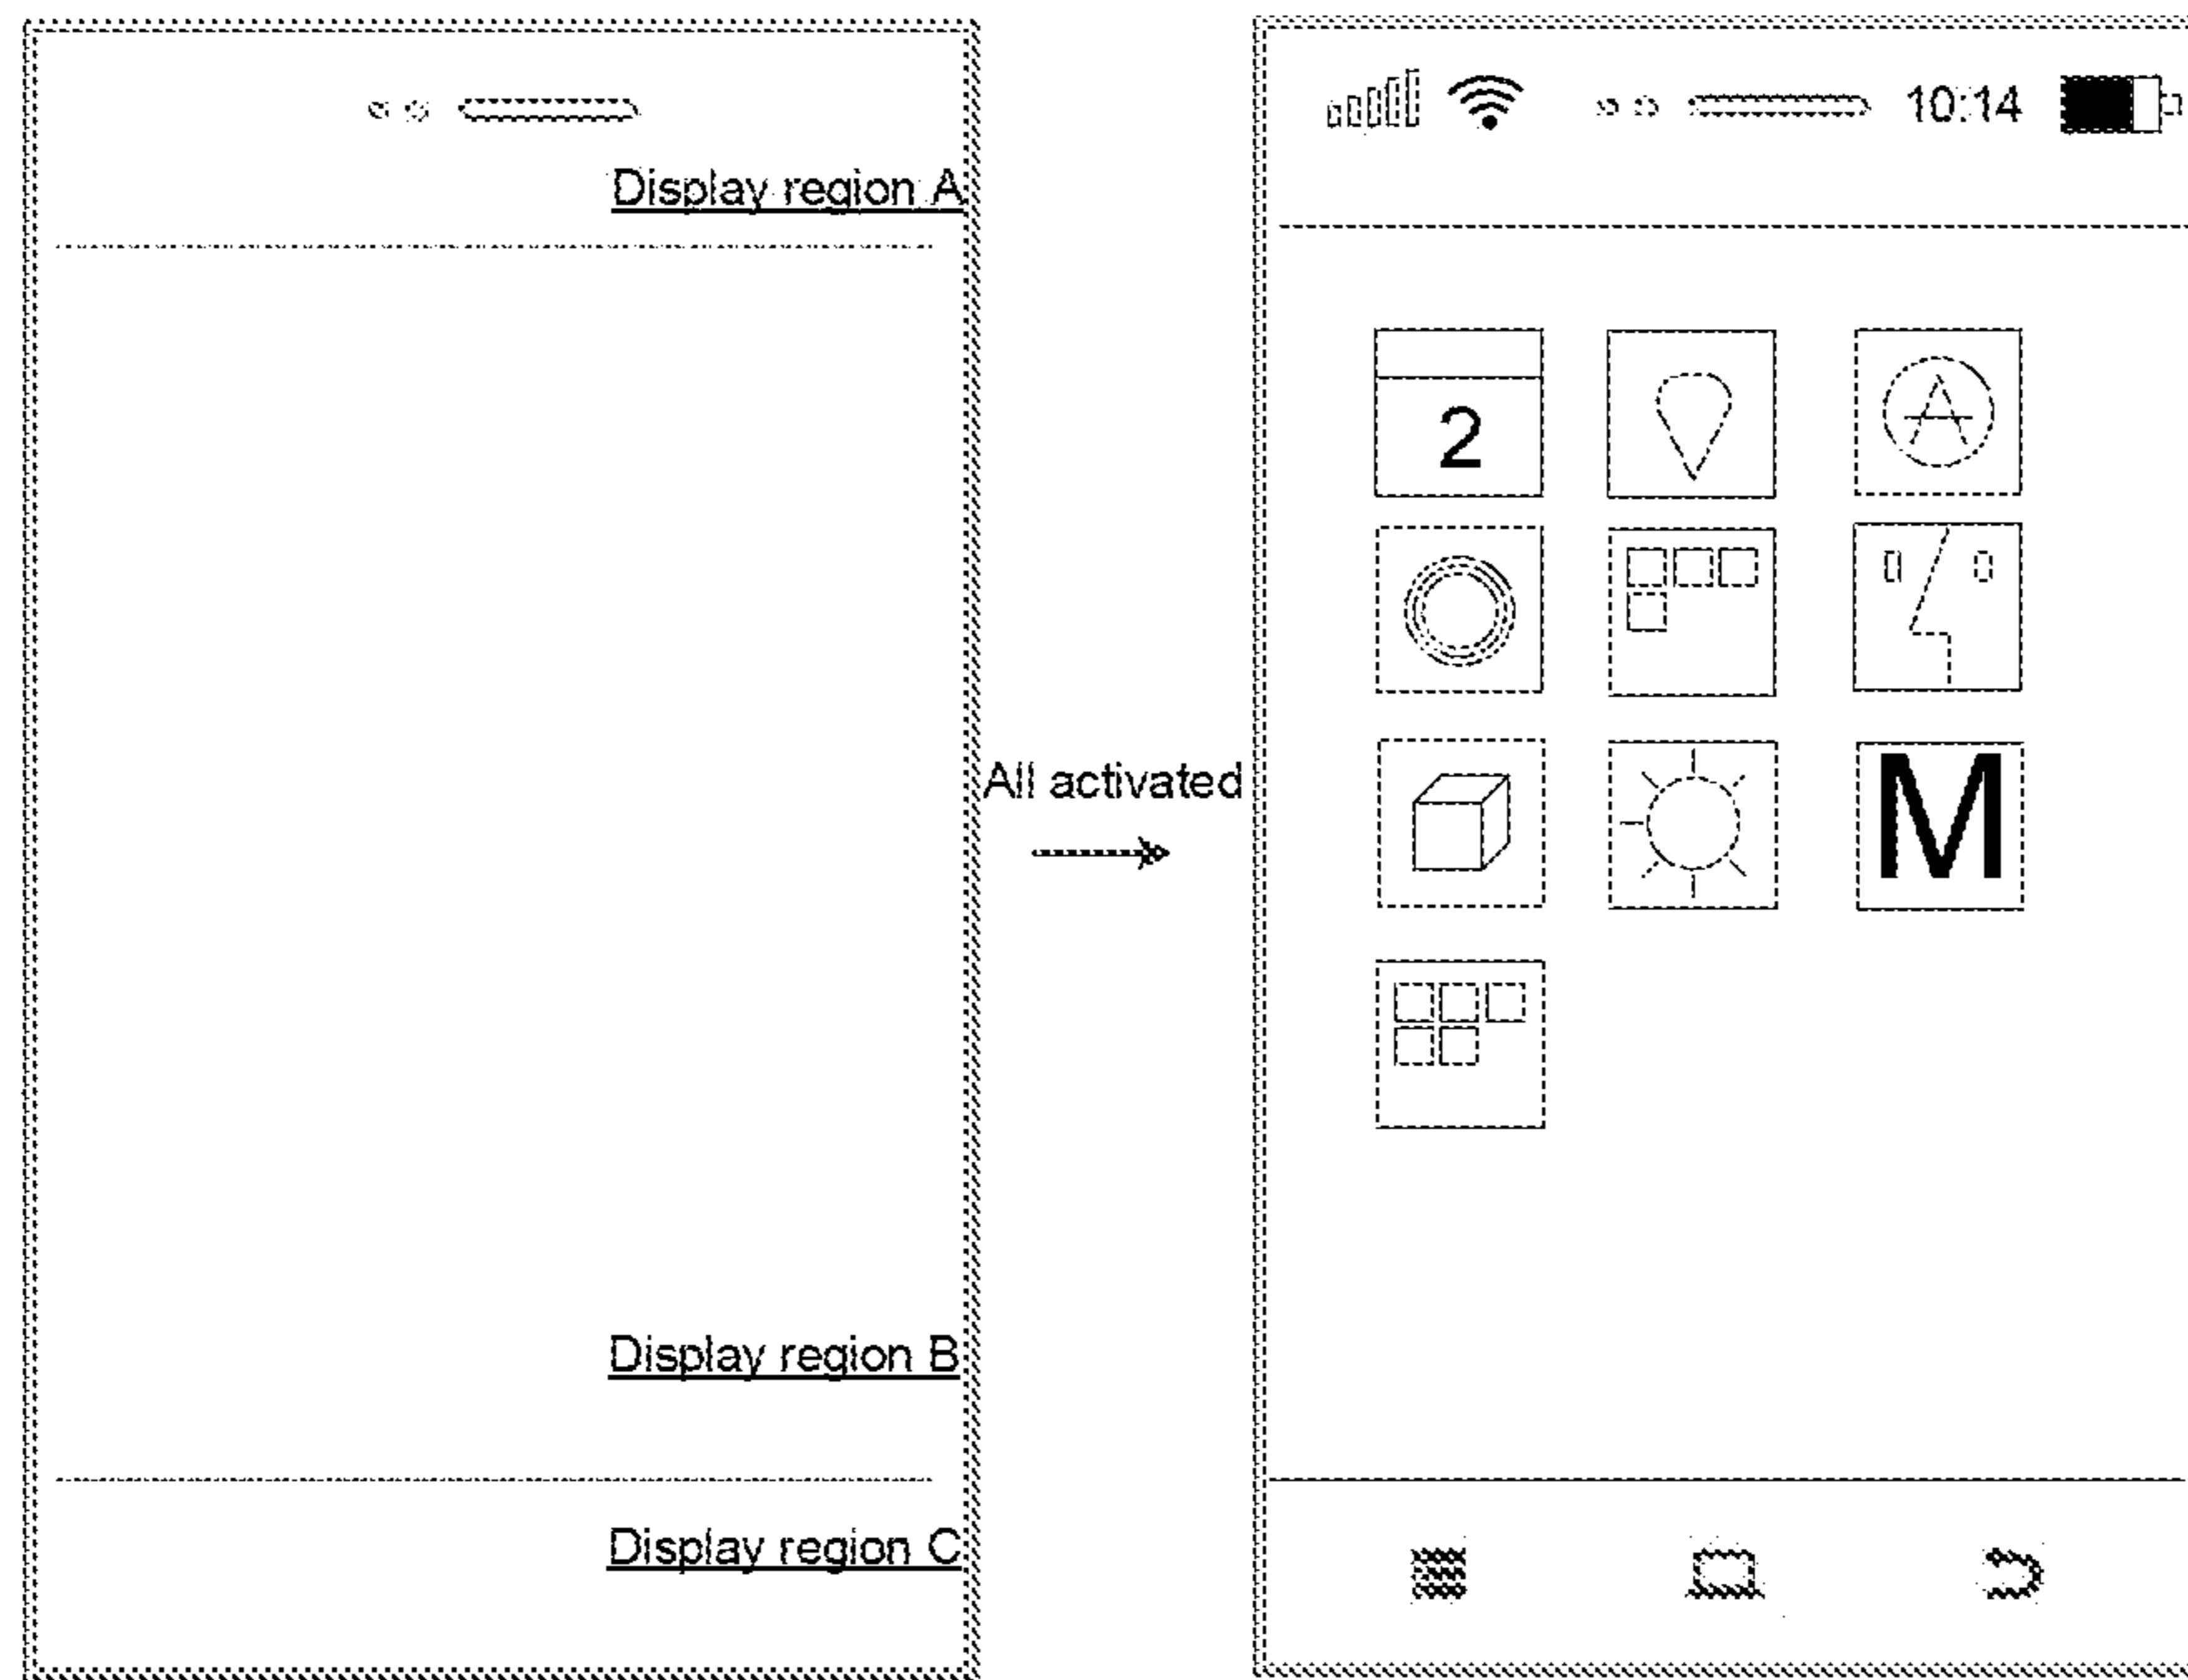 Display region A
Display region B
Display region C
All activated
10:14
2
A
M